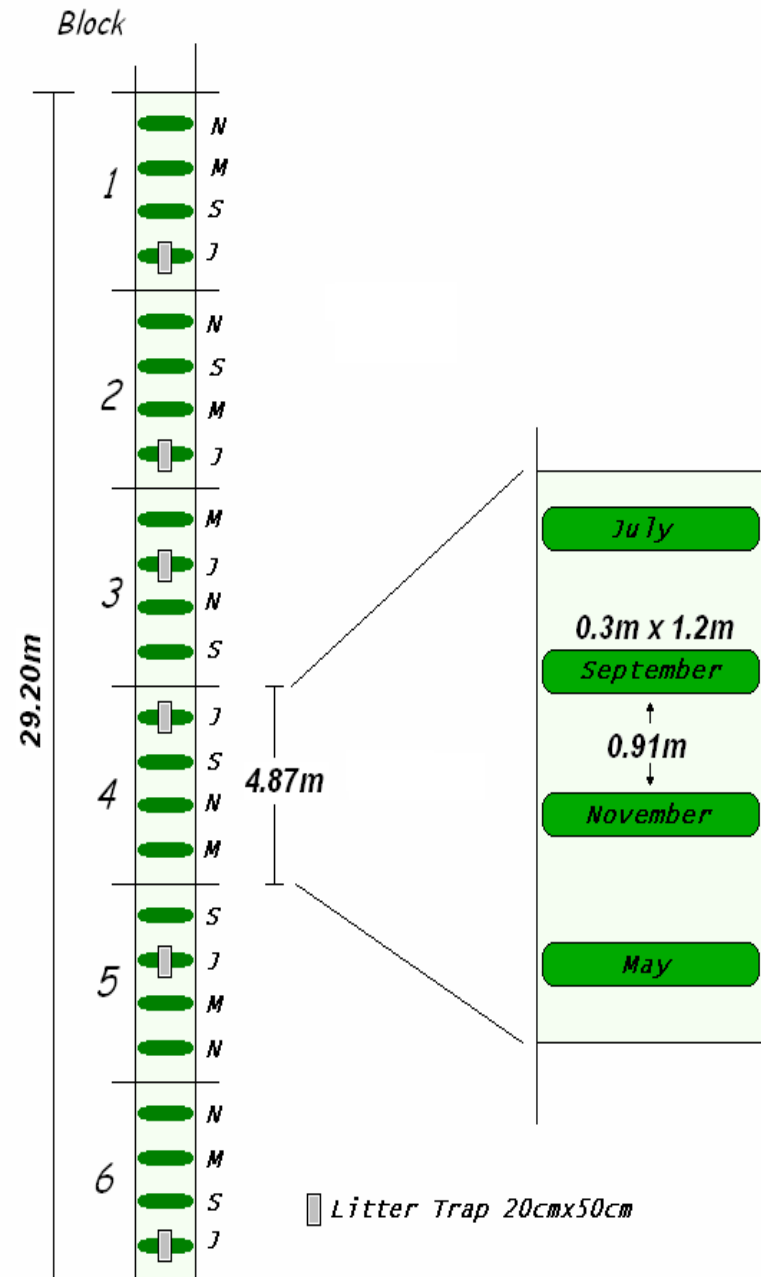 Block
1
N
M
S
J
2
N
S
M
J
3
M
J
N
S
29.20m
4
J
S
N
M
4.87m
5
S
J
M
N
6
N
M
S
J
July
0.3m x 1.2m
September
0.91m
November
May
Litter Trap 20cmx50cm